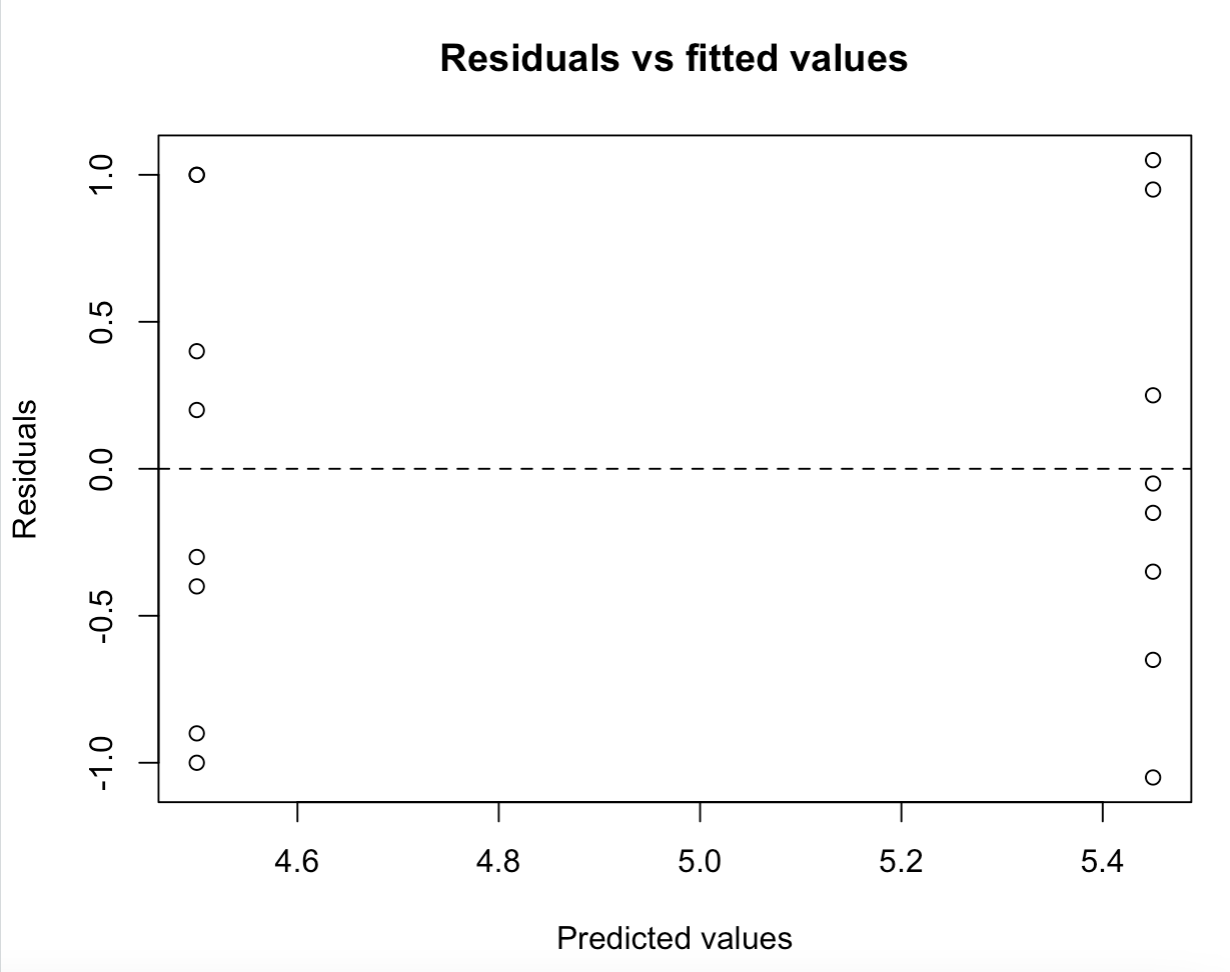 Residuals vs fitted values
Residuals
1.0
0.5
0.0
-0.5
-1.0
4.6 4.8 5.0 5.2 5.4
Predicted values